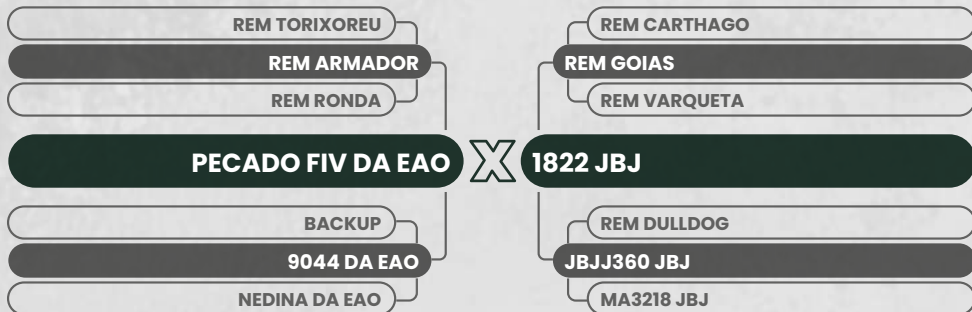 REM TORIXOREU
REM CARTHAGO
REM ARMADOR
REM GOIAS
REM RONDA
REM VARQUETA
PECADO FIV DA EAO X 1822 JBJ
BACKUP
REM DULLDOG
9044 DA EAO
JBJJ360 JBJ
NEDINA DA EAO
MA3218 JBJ